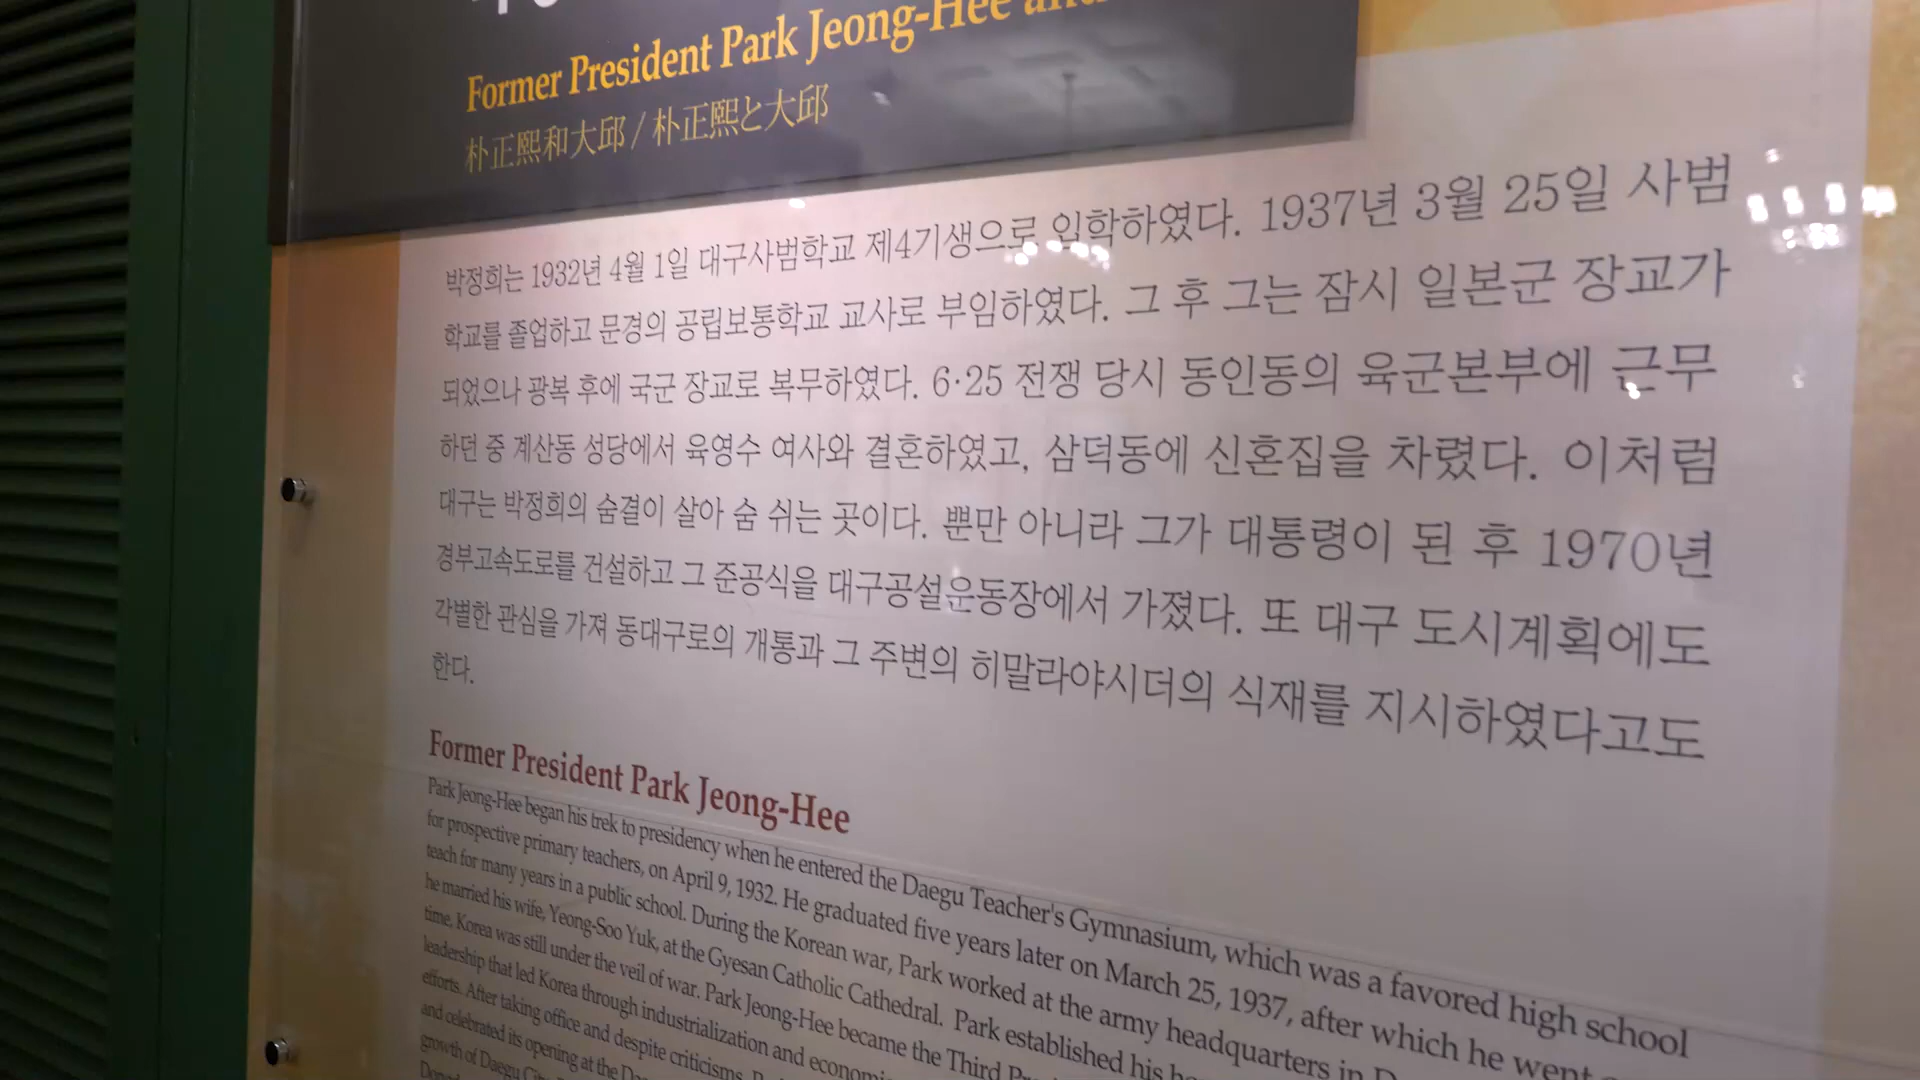 Former President Park Jeong-Hee and
朴正熙和大邱 / 朴正熙と大邱
박정희는 1932년 4월 1일 대구사범학교 제4기생으로 입학하였다. 1937년 3월 25일 사범
학교를 졸업하고 문경의 공립보통학교 교사로 부임하였다. 그 후 그는 잠시 일본군 장교가
되었으나 광복 후에 국군 장교로 복무하였다. 6·25 전쟁 당시 동인동의 육군본부에 근무
하던 중 계산동 성당에서 육영수 여사와 결혼하였고, 삼덕동에 신혼집을 차렸다. 이처럼
대구는 박정희의 숨결이 살아 숨 쉬는 곳이다. 뿐만 아니라 그가 대통령이 된 후 1970년
경부고속도로를 건설하고 그 준공식을 대구공설운동장에서 가졌다. 또 대구 도시계획에도
각별한 관심을 가져 동대구로의 개통과 그 주변의 히말라야시더의 식재를 지시하였다고도
한다.
Former President Park Jeong-Hee
Park Jeong-Hee began his trek to presidency when he entered the Daegu Teacher's Gymnasium, which was a favored high school
for prospective primary teachers, on April 9, 1932. He graduated five years later on March 25, 1937, after which he went
teach for many years in a public school. During the Korean war, Park worked at the army headquarters in
he married his wife, Yeong-Soo Yuk, at the Gyesan Catholic Cathedral. Park established his
time, Korea was still under the veil of war. Park Jeong-Hee became the Third
leadership that led Korea through industrialization and
efforts. After taking office and despite criticisms,
and celebrated its opening at the
growth of Daegu